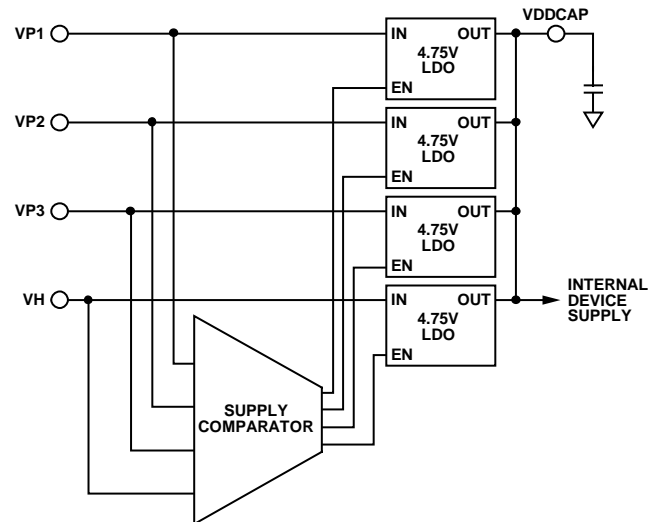 VP1
IN
OUT
4.75V
LDO
EN
VDDCAP
VP2
IN
OUT
4.75V
LDO
EN
VP3
IN
OUT
4.75V
LDO
EN
VH
IN
OUT
4.75V
LDO
EN
INTERNAL
DEVICE
SUPPLY
SUPPLY
COMPARATOR